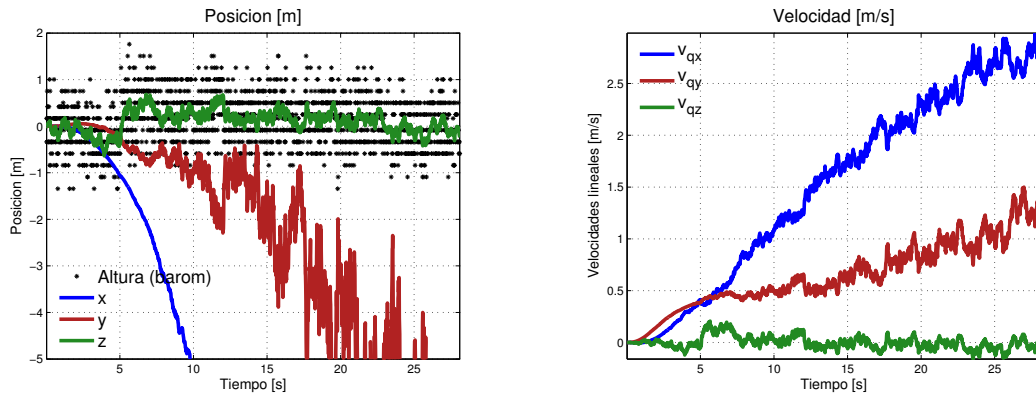 Posicion [m]
Posicion [m]
2
1
0
-1
-2
-3
-4
-5
Altura (barom)
x
y
z
5
10
15
20
25
Tiempo [s]
Velocidad [m/s]
Velocidades lineales [m/s]
2.5
2
1.5
1
0.5
0
v_qx
v_qy
v_qz
5
10
15
20
25
Tiempo [s]